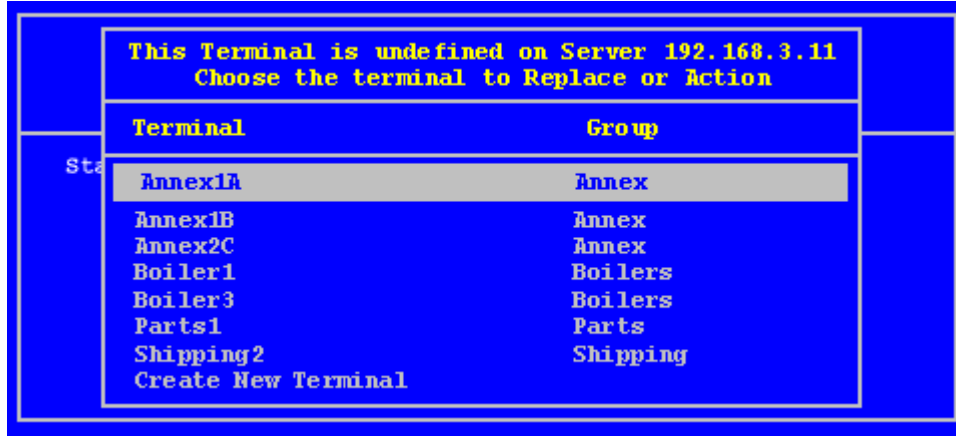 This Terminal is undefined on Server 192.168.3.11
Choose the terminal to Replace or Action
Terminal Group
Sta
Annex1A Annex
Annex1B Annex
Annex2C Annex
Boiler1 Boilers
Boiler3 Boilers
Parts1 Parts
Shipping2 Shipping
Create New Terminal